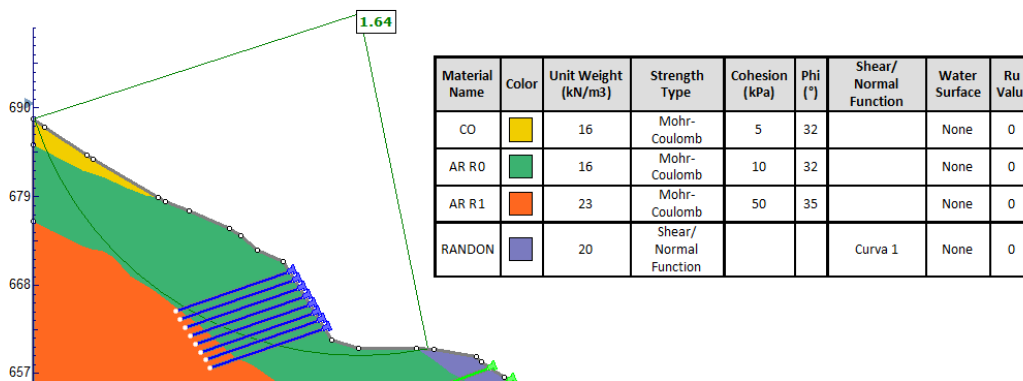 1.64
690
679
668
657
Material Name Color Unit Weight (kN/m3) Strength Type Cohesion (kPa) Phi (°) Shear/ Normal Function Water Surface Ru Value
CO 16 Mohr-Coulomb 5 32 None 0
AR R0 16 Mohr-Coulomb 10 32 None 0
AR R1 23 Mohr-Coulomb 50 35 None 0
RANDON 20 Shear/ Normal Function Curva 1 None 0